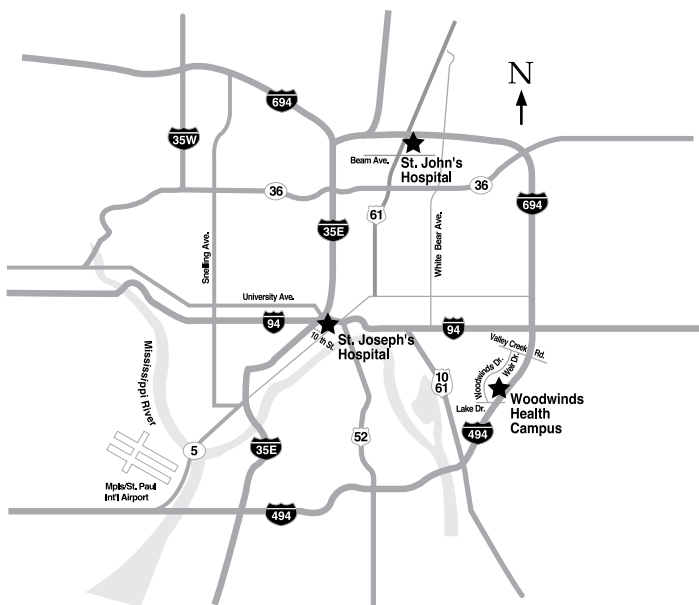 N
694
35W
Beam Ave.
St. John's
Hospital
36
36
694
61
35E
Snelling Ave.
White Bear Ave.
University Ave.
94
94
10th St.
St. Joseph's
Hospital
Valley Creek Rd.
Woodwinds Dr.
Weir Dr.
Mississippi River
10
61
Woodwinds
Health
Campus
Lake Dr.
494
52
5
35E
Mpls/St. Paul
Int'l Airport
494